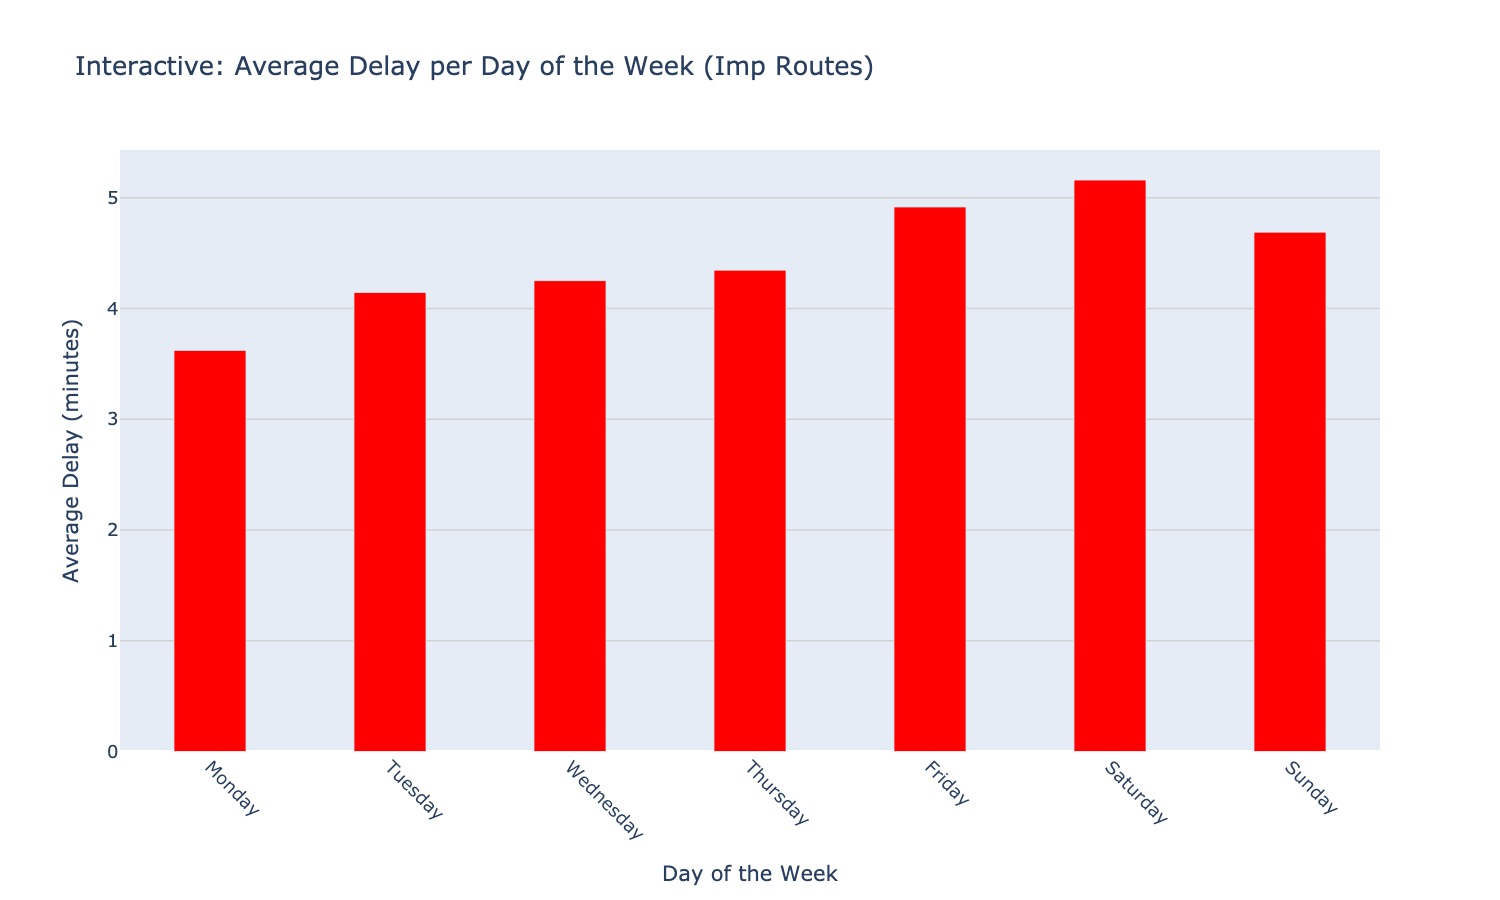 Interactive: Average Delay per Day of the Week (Imp Routes)
Average Delay (minutes)
5
4
3
2
1
0
Monday
Tuesday
Wednesday
Thursday
Friday
Saturday
Sunday
Day of the Week